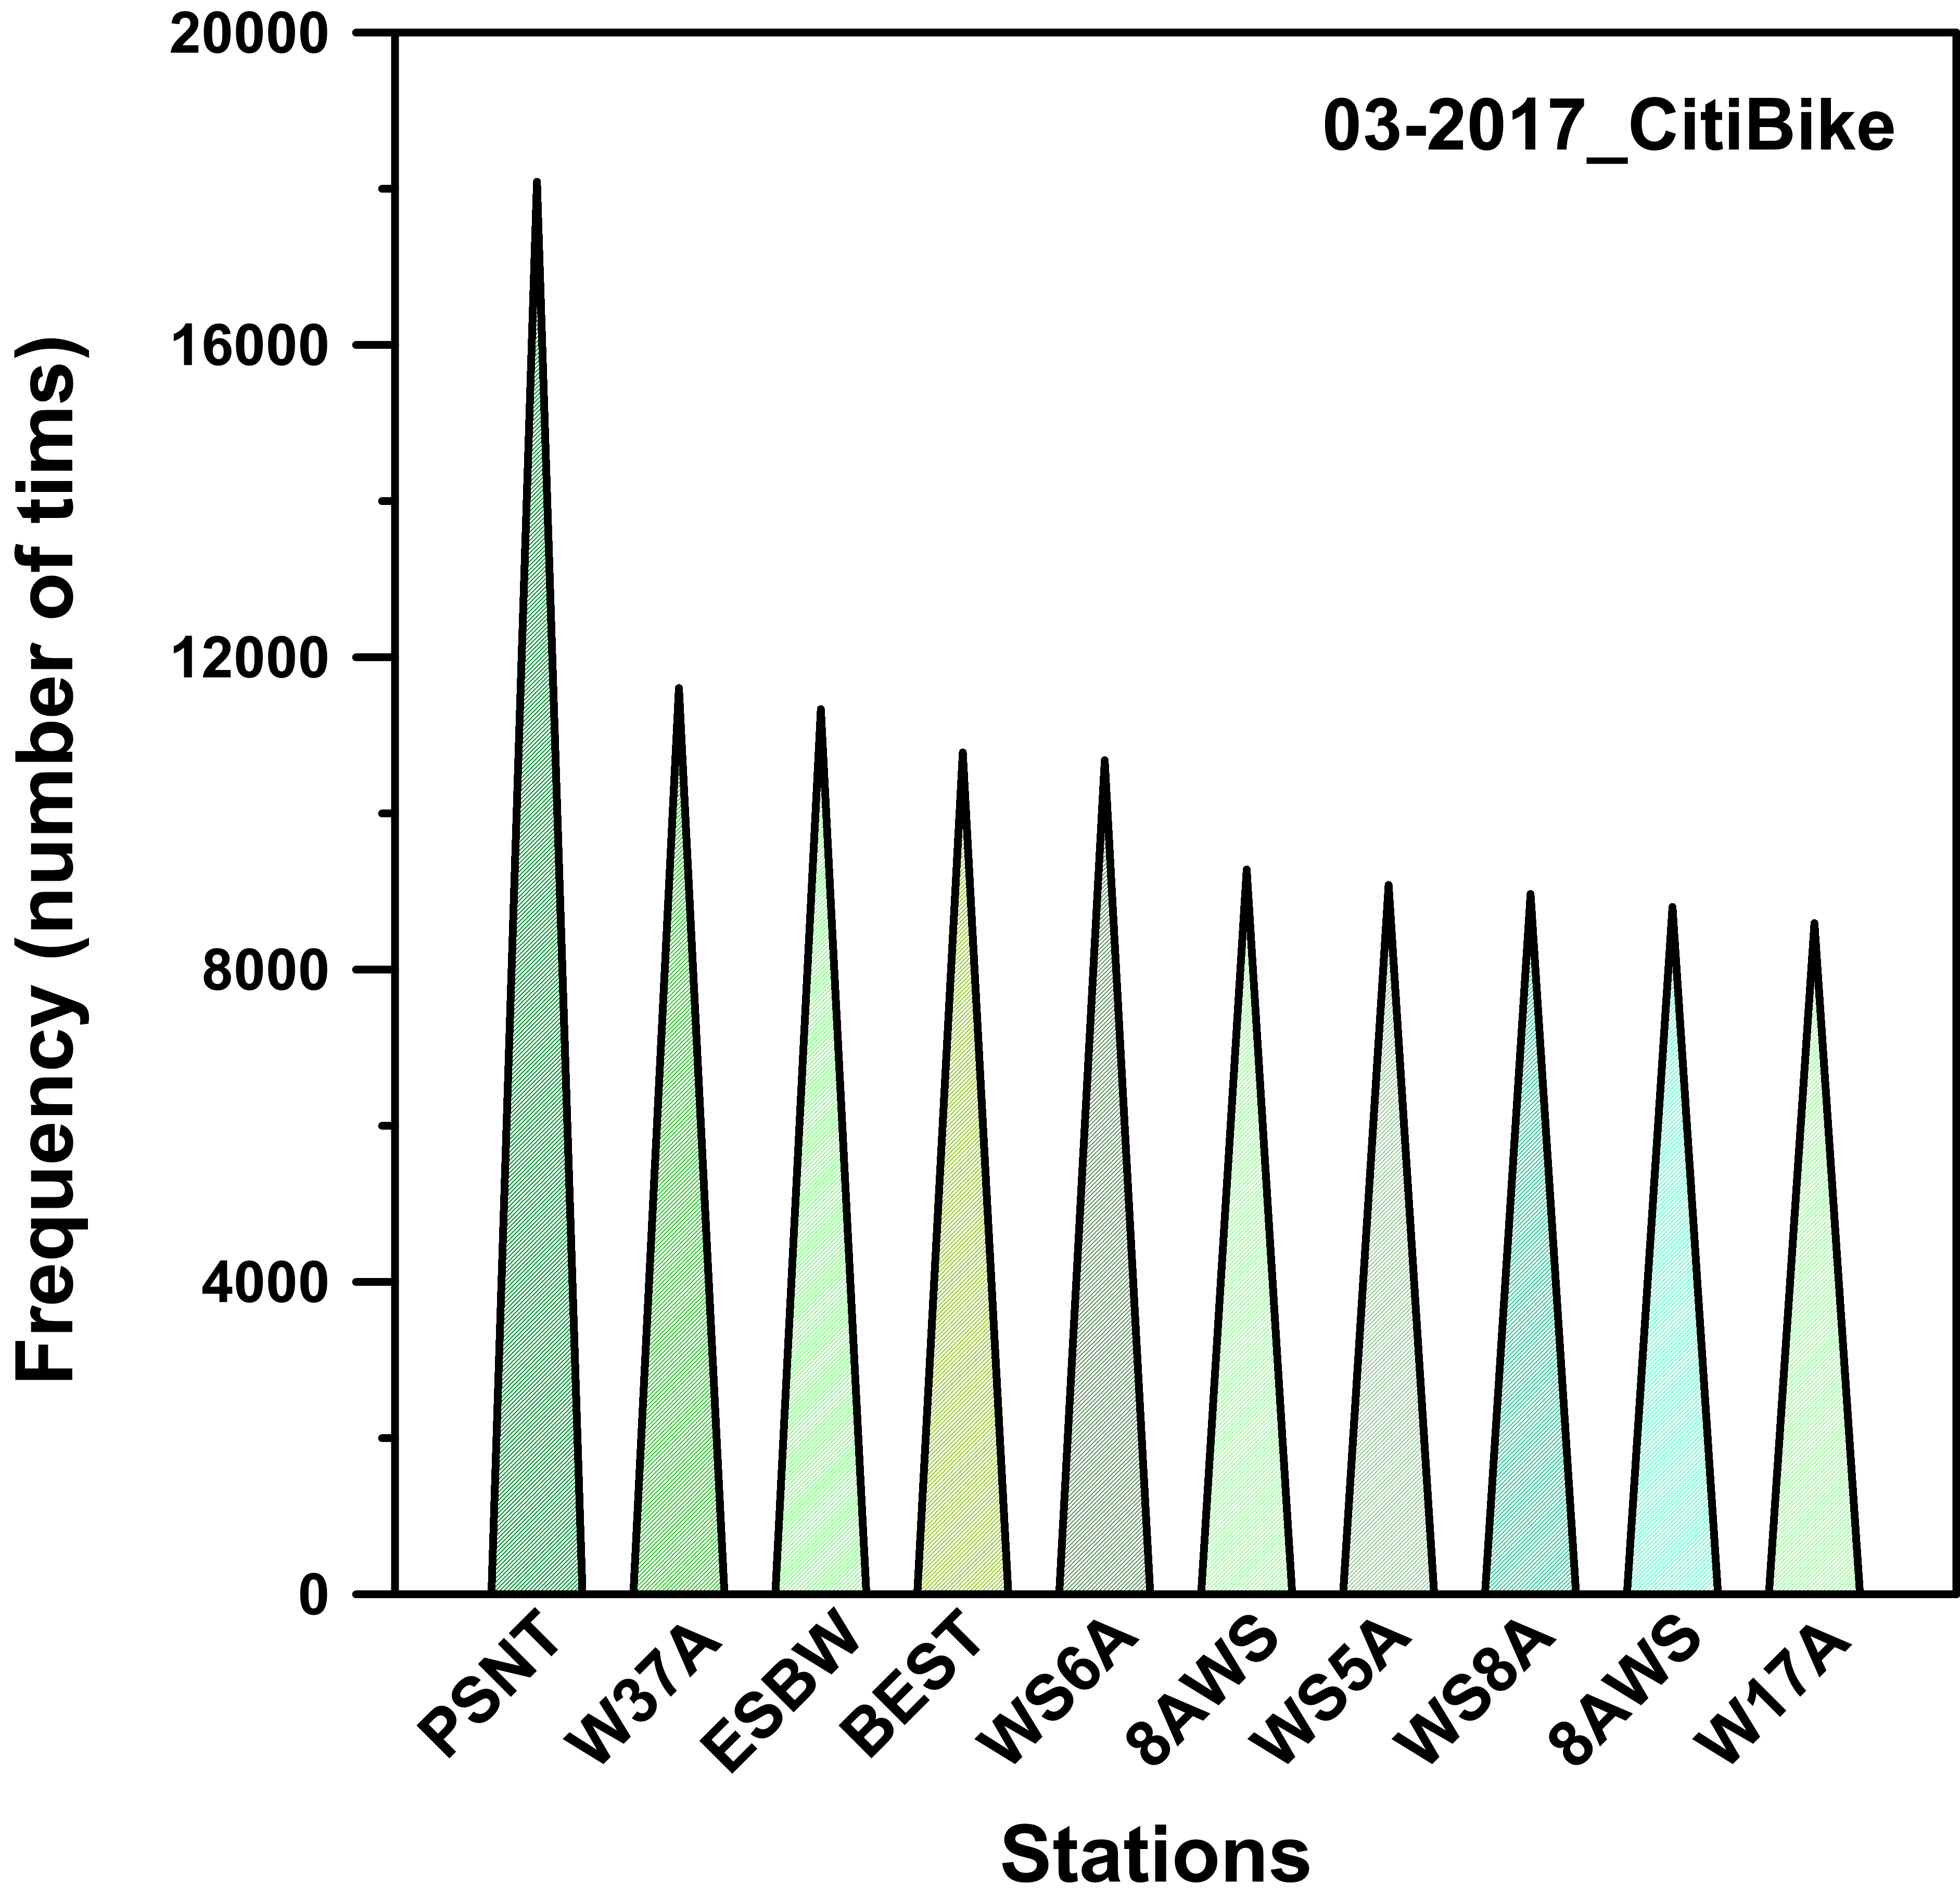 03-2017_CitiBike
Frequency (number of tims)
20000
16000
12000
8000
4000
0
PSNIT
W37A
ESBW
BEST
WS6A
8AWS
WS5A
WS8A
8AWS
W17A
Stations